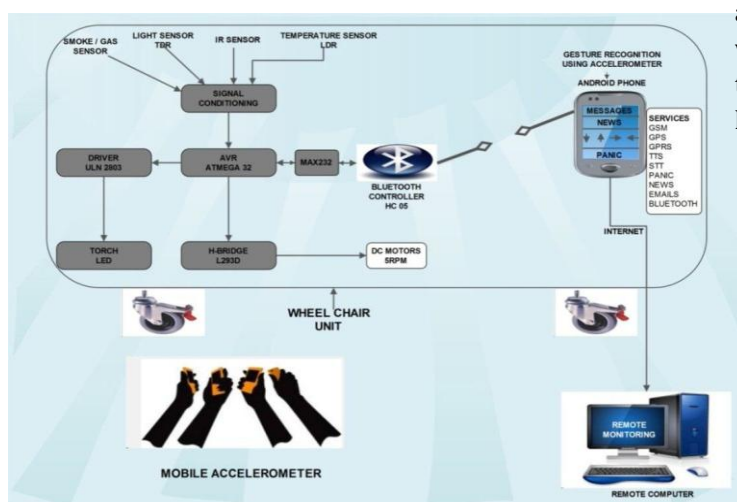 SMOKE / GAS
SENSOR
LIGHT SENSOR
TDR
IR SENSOR
TEMPERATURE SENSOR
LDR
GESTURE RECOGNITION
USING ACCELEROMETER
ANDROID PHONE
SIGNAL
CONDITIONING
MESSAGES
NEWS
PANIC
SERVICES
GSM
GPS
GPRS
TTS
STT
PANIC
NEWS
EMAILS
BLUETOOTH
DRIVER
ULN 2803
AVR
ATMEGA 32
MAX232
BLUETOOTH
CONTROLLER
HC 05
INTERNET
TORCH
LED
H-BRIDGE
L293D
DC MOTORS
5RPM
WHEEL CHAIR
UNIT
MOBILE ACCELEROMETER
REMOTE
MONITORING
REMOTE COMPUTER